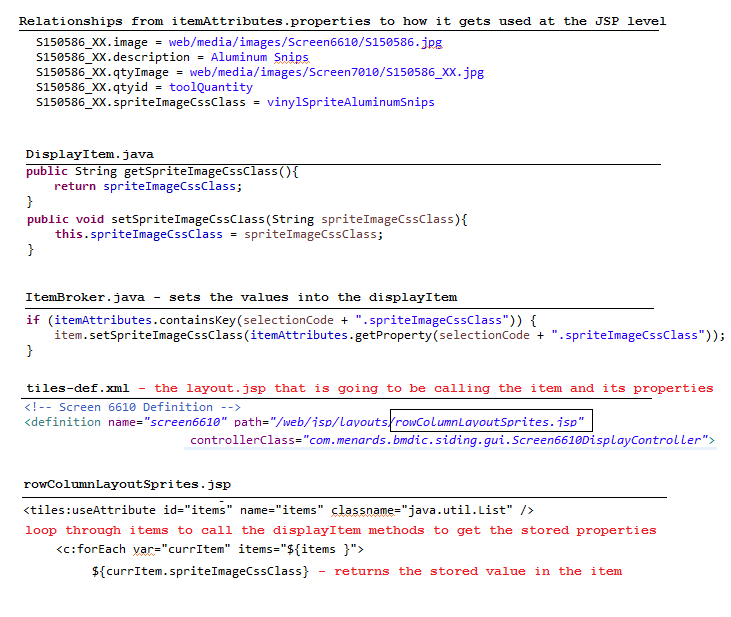 Relationships from itemAttributes.properties to how it gets used at the JSP level
S150586_XX.image = web/media/images/Screen6610/S150586.jpg
S150586_XX.description = Aluminum Snips
S150586_XX.qtyImage = web/media/images/Screen7010/S150586_XX.jpg
S150586_XX.qtyid = toolQuantity
S150586_XX.spriteImageCssClass = vinylSpriteAluminumSnips
DisplayItem.java
public String getSpriteImageCssClass(){
return spriteImageCssClass;
}
public void setSpriteImageCssClass(String spriteImageCssClass){
this.spriteImageCssClass = spriteImageCssClass;
}
ItemBroker.java - sets the values into the displayItem
if (itemAttributes.containsKey(selectionCode + ".spriteImageCssClass")) {
item.setSpriteImageCssClass(itemAttributes.getProperty(selectionCode + ".spriteImageCssClass"));
}
tiles-def.xml - the layout.jsp that is going to be calling the item and its properties
<!-- Screen 6610 Definition -->
<definition name="screen6610" path="/web/jsp/layouts/rowColumnLayoutSprites.jsp"
controllerClass="com.menards.bmdic.siding.gui.Screen6610DisplayController">
rowColumnLayoutSprites.jsp
<tiles:useAttribute id="items" name="items" classname="java.util.List" />
loop through items to call the displayItem methods to get the stored properties
<c:forEach var="currItem" items="${items }">
${currItem.spriteImageCssClass} - returns the stored value in the item